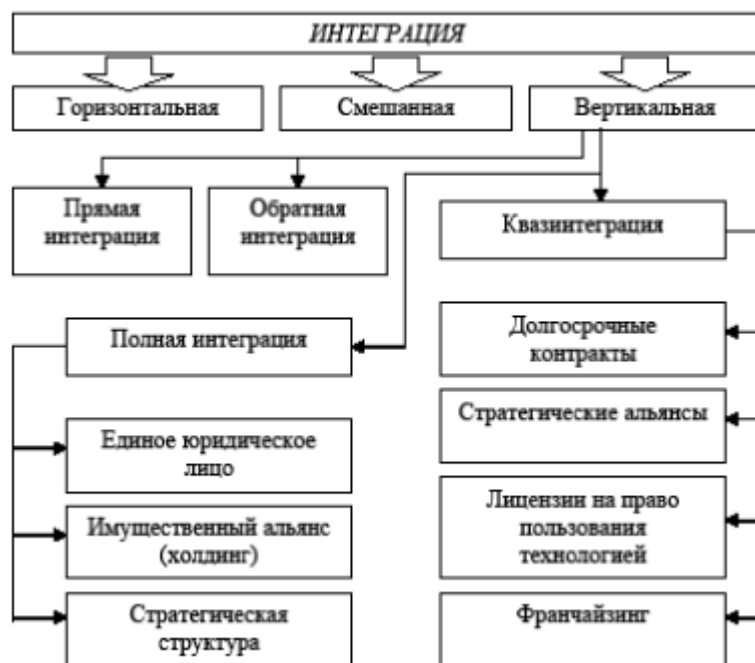 ИНТЕГРАЦИЯ
Горизонтальная
Смешанная
Вертикальная
Прямая
интеграция
Обратная
интеграция
Квазиинтеграция
Полная интеграция
Долгосрочные
контракты
Стратегические альянсы
Единое юридическое
лицо
Лицензии на право
пользования
технологией
Имущественный альянс
(холдинг)
Стратегическая
структура
Франчайзинг